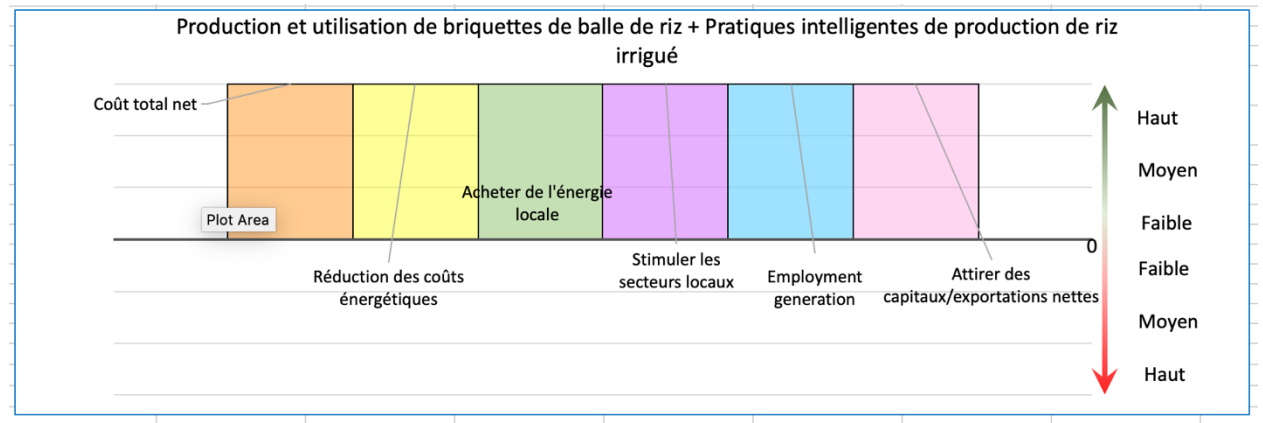 Production et utilisation de briquettes de balle de riz + Pratiques intelligentes de production de riz
irrigué
Coût total net
Haut
Moyen
Acheter de l'énergie
locale
Plot Area
Faible
0
Réduction des coûts
énergétiques
Stimuler les
secteurs locaux
Employment
generation
Attirer des
capitaux/exportations nettes
Faible
Moyen
Haut